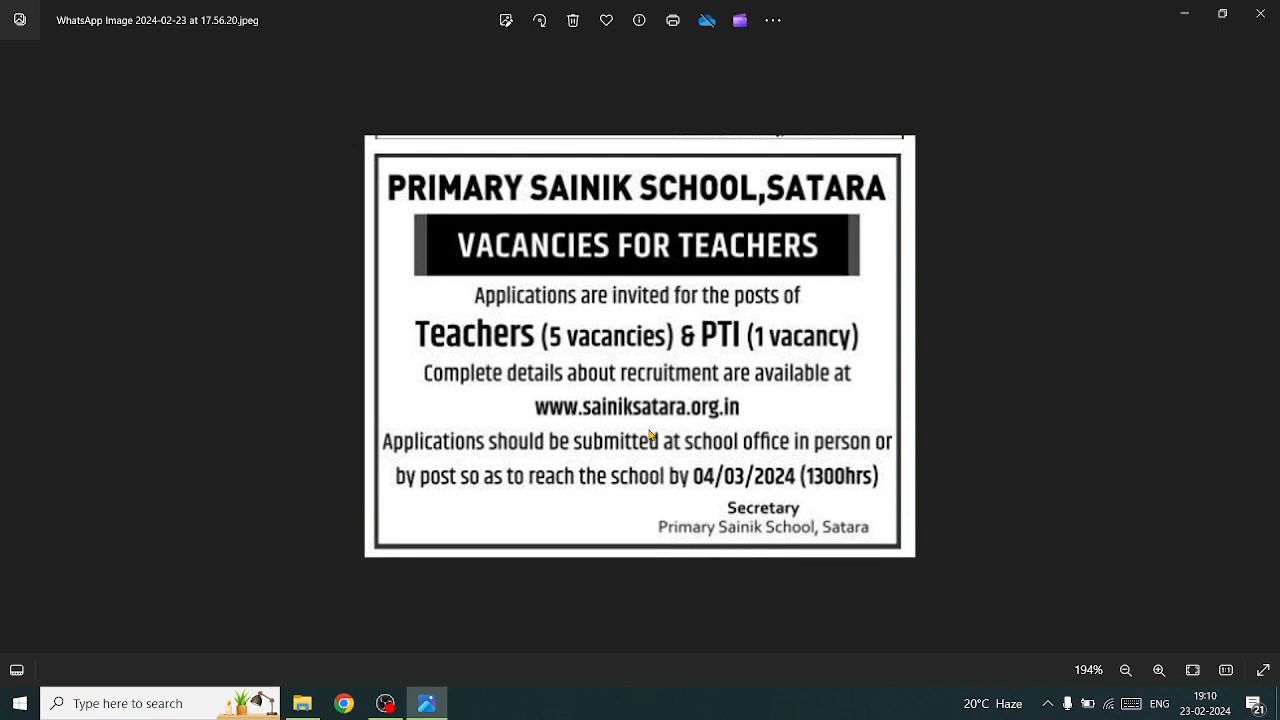 WhatsApp Image 2024-02-23 at 17.56.20.jpeg
PRIMARY SAINIK SCHOOL,SATARA
VACANCIES FOR TEACHERS
Applications are invited for the posts of
Teachers (5 vacancies) & PTI (1 vacancy)
Complete details about recruitment are available at
www.sainiksatara.org.in
Applications should be submitted at school office in person or
by post so as to reach the school by 04/03/2024 (1300hrs)
Secretary
Primary Sainik School, Satara
194%
Type here to search
20°C Haze
ENG
19:10
23-02-2024
2